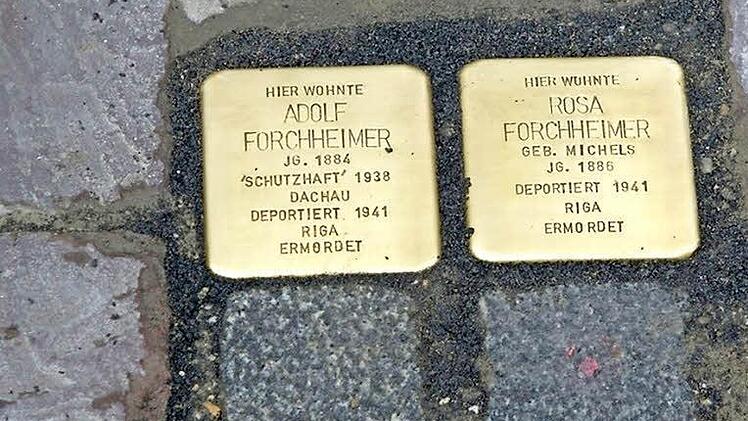 HIER WOHNTE
ADOLF
FORCHHEIMER
JG. 1884
'SCHUTZHAFT' 1938
DACHAU
DEPORTIERT 1941
RIGA
ERMORDET
HIER WOHNTE
ROSA
FORCHHEIMER
GEB. MICHELS
JG. 1886
DEPORTIERT 1941
RIGA
ERMORDET